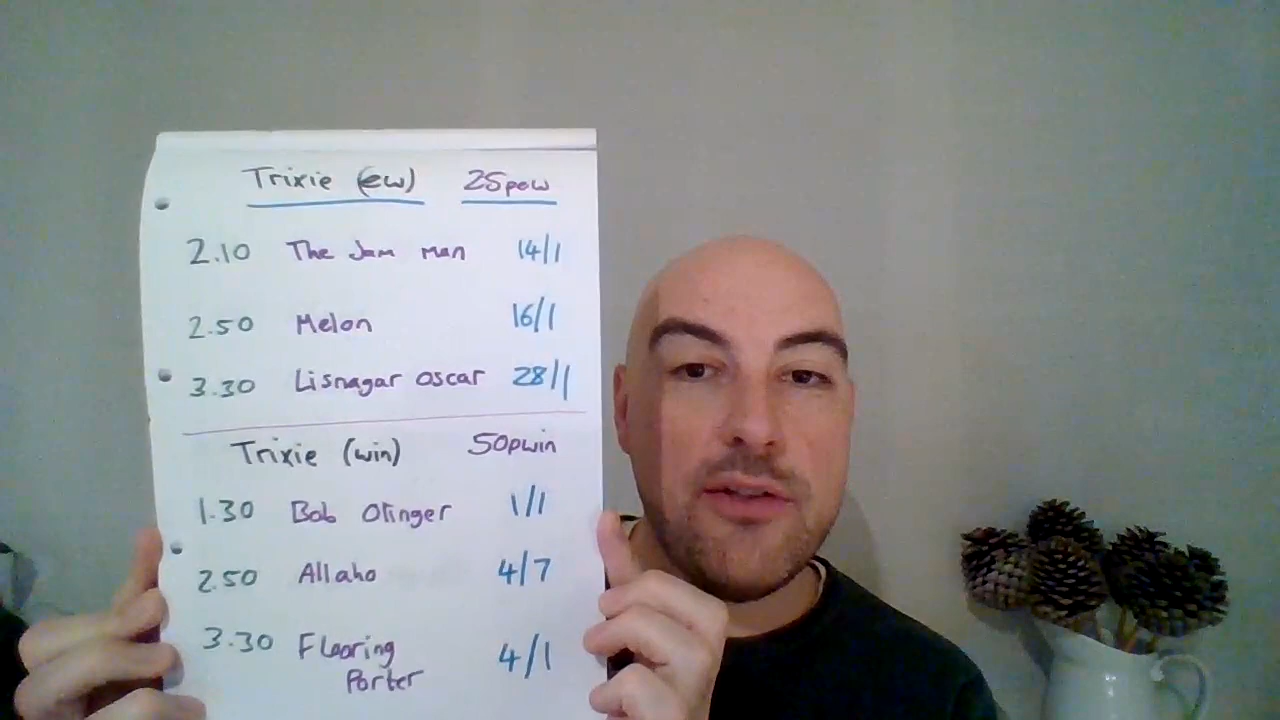 Trixie (ew) 25pew
2.10 The Jam Man 14/1
2.50 Melon 16/1
3.30 Lisnagar Oscar 28/1
Trixie (win) 50pwin
1.30 Bob Olinger 1/1
2.50 Allaho 4/7
3.30 Flooring
Porter 4/1